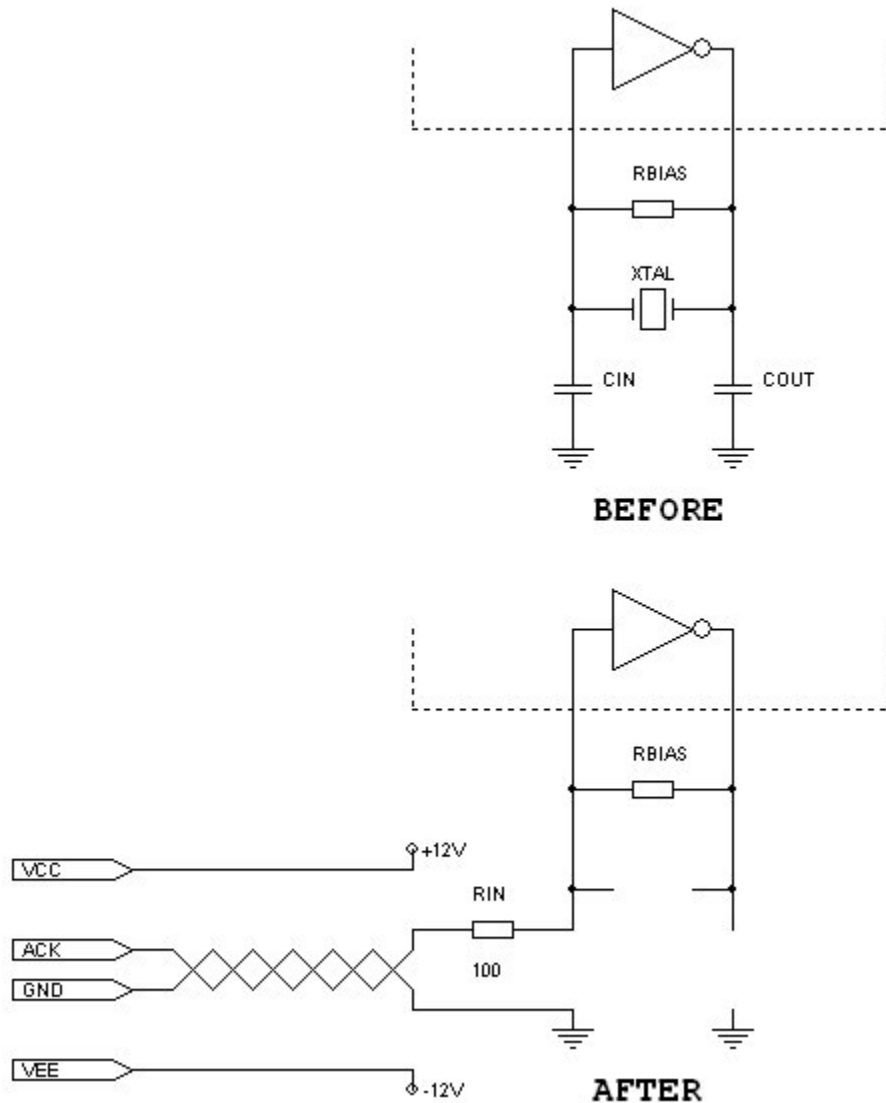 RBIAS
XTAL
CIN
COUT
BEFORE
RBIAS
+12V
VCC
RIN
ACK
100
GND
VEE
-12V
AFTER